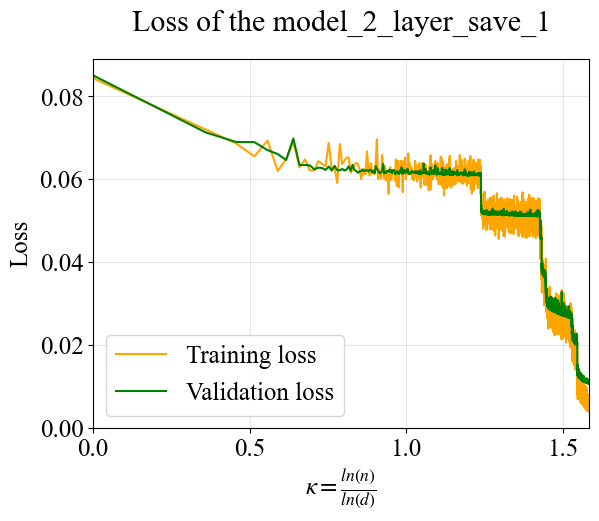 Loss of the model_2_layer_save_1
Loss
0.08
0.06
0.04
0.02
0.00
Training loss
Validation loss
0.0 0.5 1.0 1.5
κ = ln(n) / ln(d)